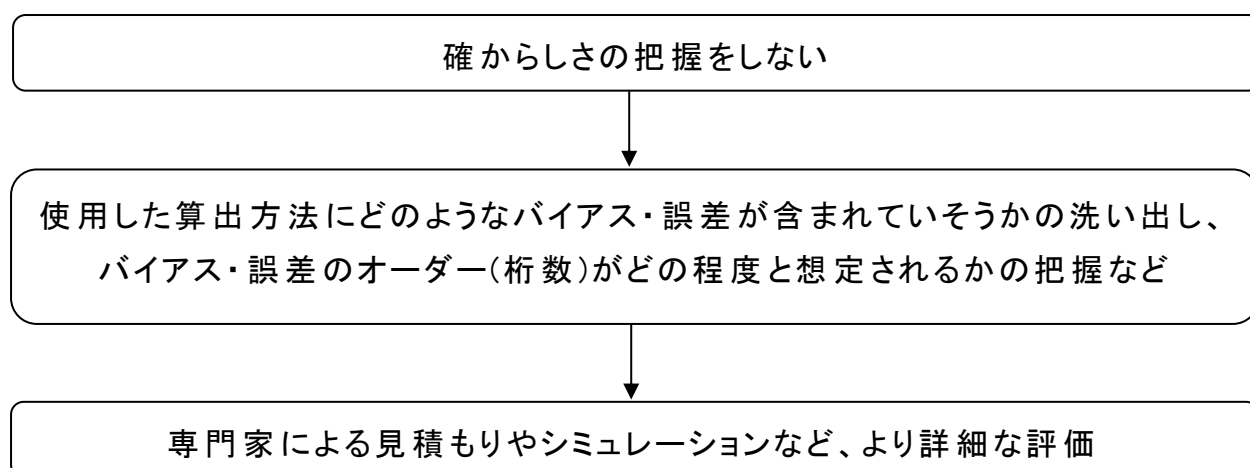 確からしさの把握をしない
使用した算出方法にどのようなバイアス・誤差が含まれていそうかの洗い出し、
バイアス・誤差のオーダー(桁数)がどの程度と想定されるかの把握など
専門家による見積もりやシミュレーションなど、より詳細な評価